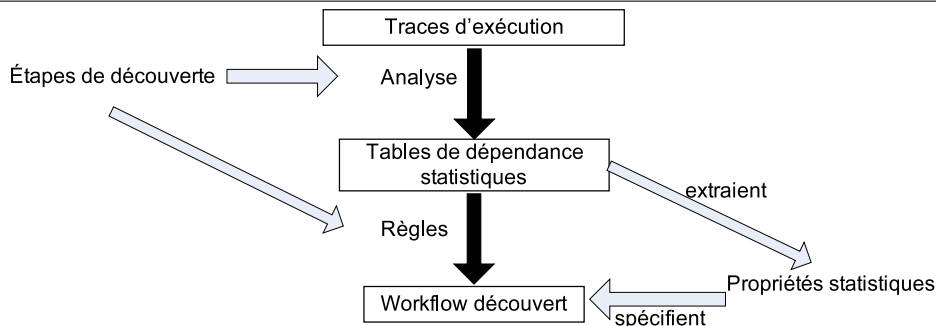 Traces d'exécution
Étapes de découverte
Analyse
Tables de dépendance
statistiques
extraient
Règles
Propriétés statistiques
Workflow découvert
spécifient